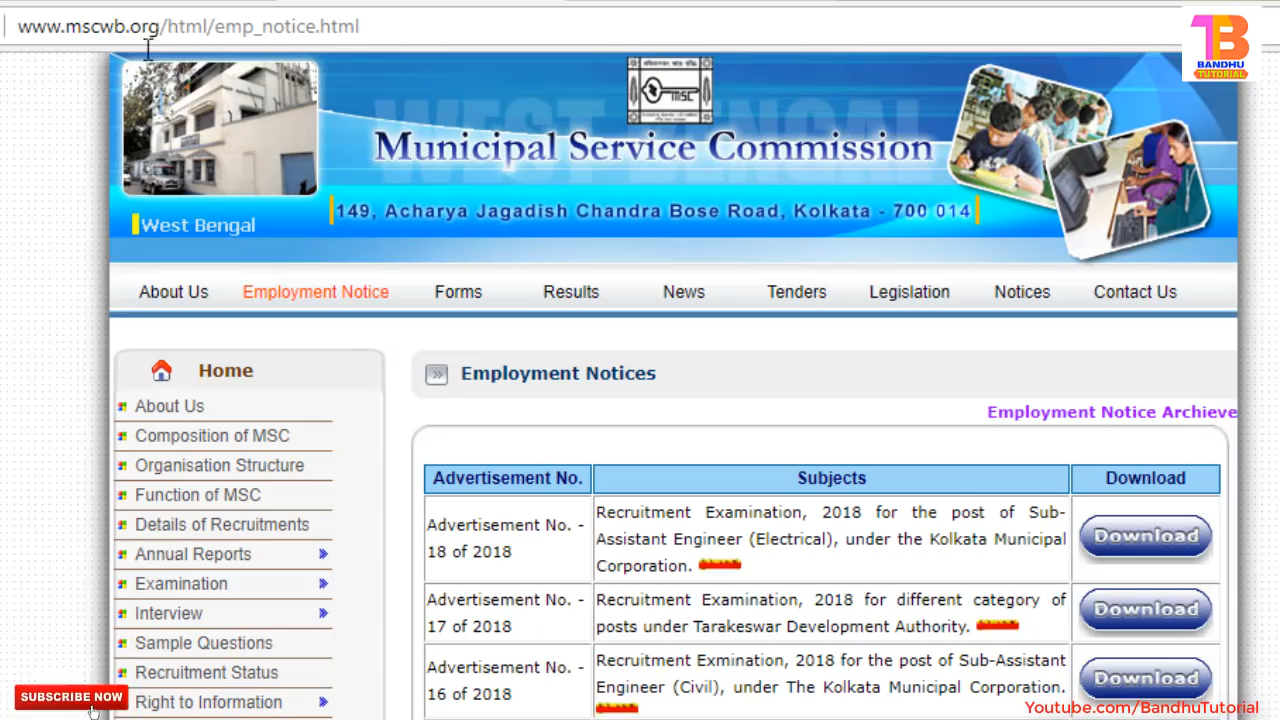 www.mscwb.org/html/emp_notice.html
TB
BANDHU
TUTORIAL
WEST BENGAL
MSC
Municipal Service Commission
149, Acharya Jagadish Chandra Bose Road, Kolkata - 700 014
West Bengal
About Us Employment Notice Forms Results News Tenders Legislation Notices Contact Us
Home
About Us
Composition of MSC
Organisation Structure
Function of MSC
Details of Recruitments
Annual Reports
Examination
Interview
Sample Questions
Recruitment Status
Right to Information
Employment Notices
Employment Notice Archieve
Advertisement No. Subjects Download
Advertisement No. -
18 of 2018
Recruitment Examination, 2018 for the post of Sub-
Assistant Engineer (Electrical), under the Kolkata Municipal
Corporation.
Download
Advertisement No. -
17 of 2018
Recruitment Examination, 2018 for different category of
posts under Tarakeswar Development Authority.
Download
Advertisement No. -
16 of 2018
Recruitment Exmination, 2018 for the post of Sub-Assistant
Engineer (Civil), under The Kolkata Municipal Corporation.
Download
SUBSCRIBE NOW
Youtube.com/BandhuTutorial